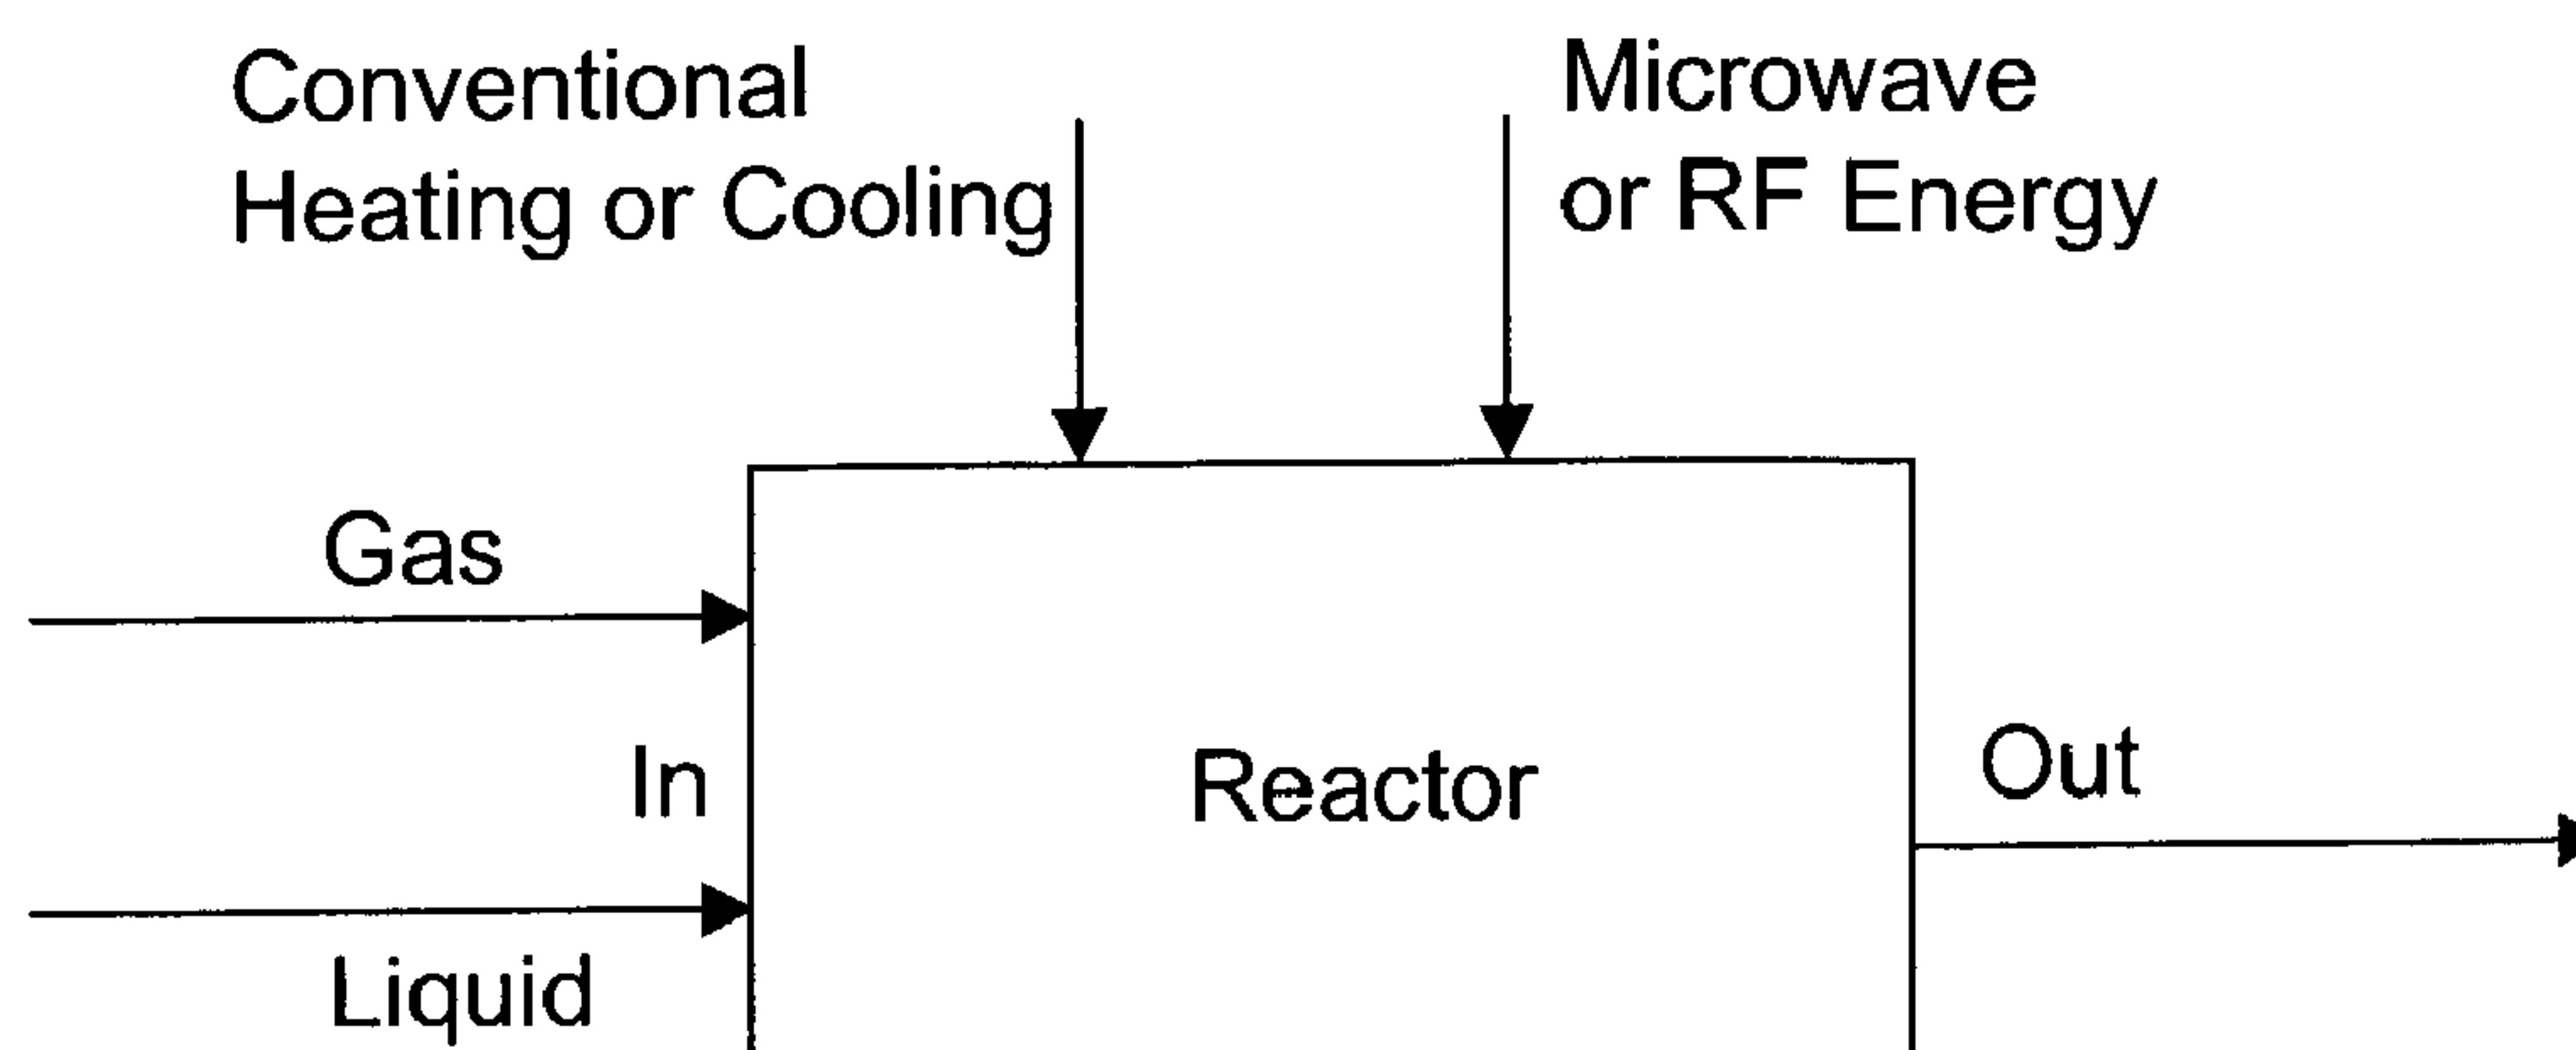 Conventional
Heating or Cooling
Microwave
or RF Energy
Gas
In
Reactor
Out
Liquid